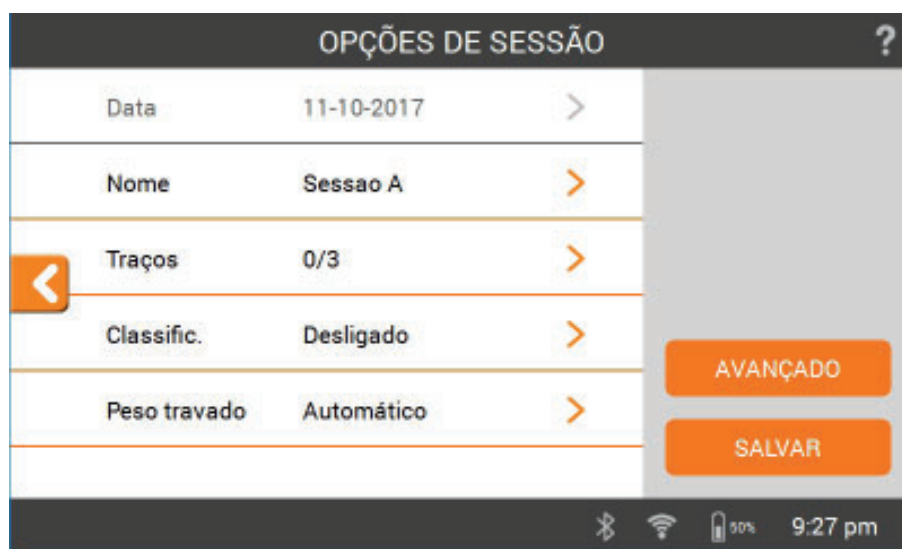 OPÇÕES DE SESSÃO ?
Data 11-10-2017
Nome Sessao A
Traços 0/3
Classific. Desligado
Peso travado Automático
AVANÇADO
SALVAR
50% 9:27 pm